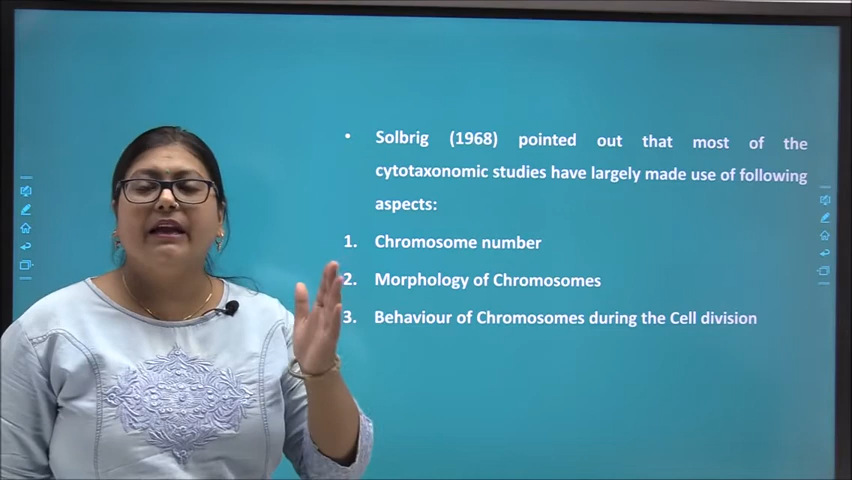 • Solbrig (1968) pointed out that most of the
cytotaxonomic studies have largely made use of following
aspects:
1. Chromosome number
2. Morphology of Chromosomes
3. Behaviour of Chromosomes during the Cell division